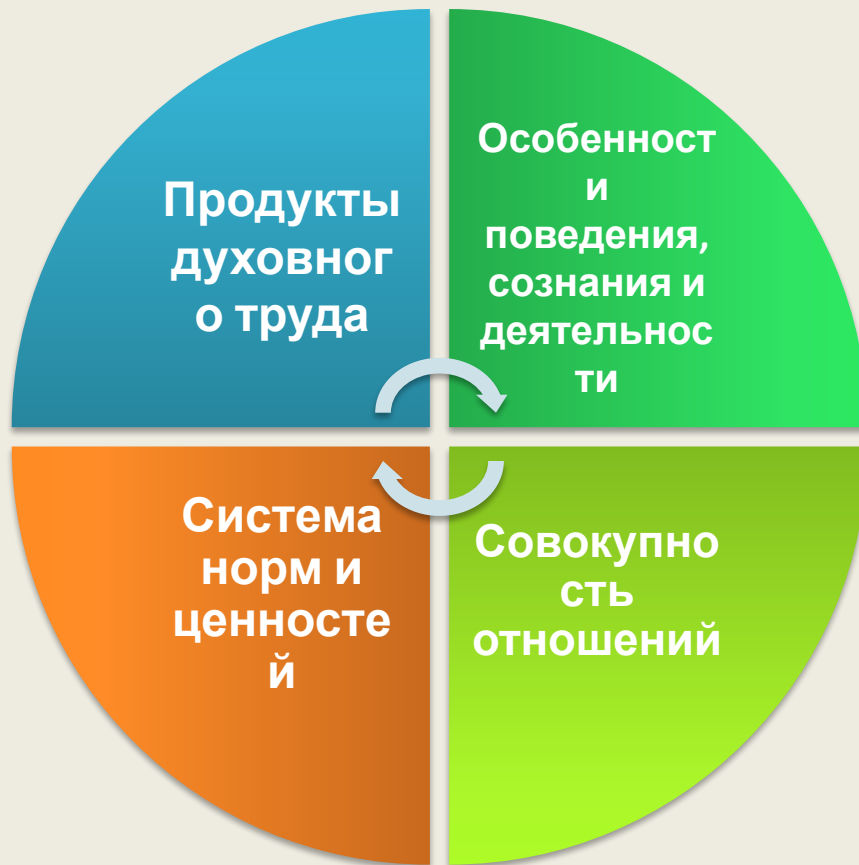 Продукты
духовног
о труда
Особенност
и
поведения,
сознания и
деятельнос
ти
Система
норм и
ценносте
й
Совокупно
сть
отношений